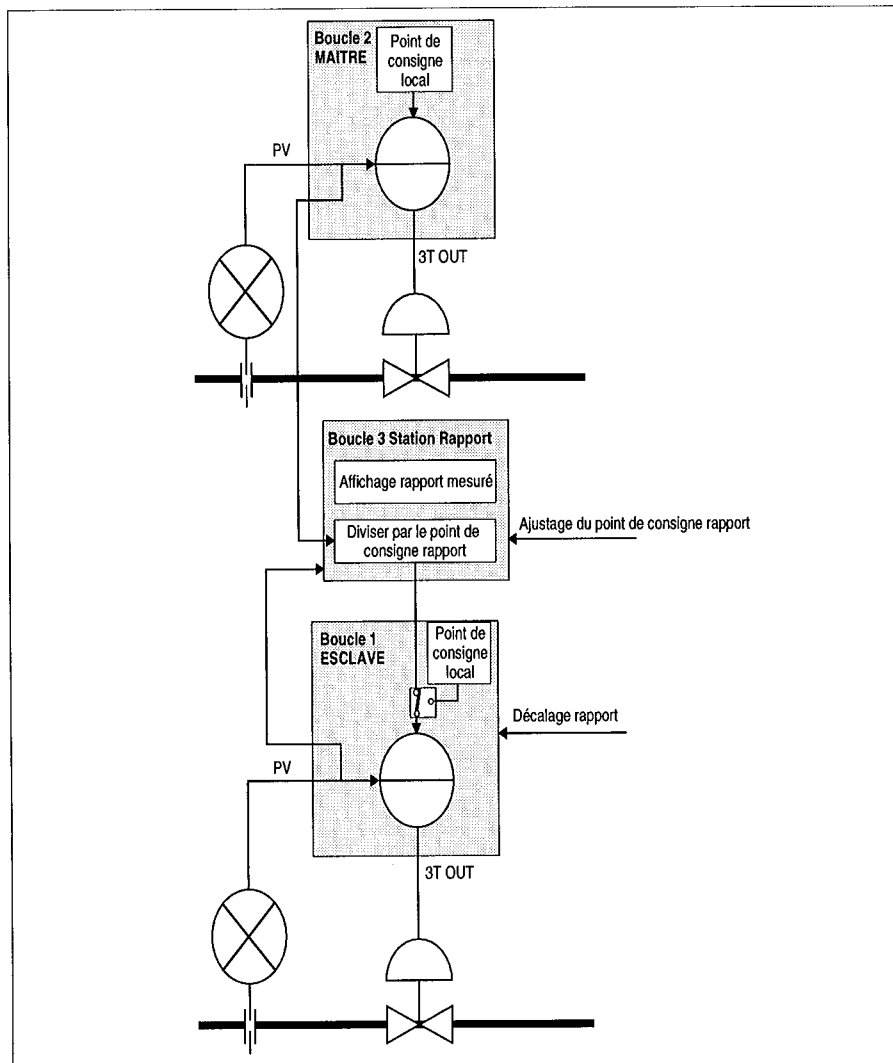 Boucle 2
MAITRE
Point de
consigne
local
PV
3T OUT
Boucle 3 Station Rapport
Affichage rapport mesuré
Diviser par le point de
consigne rapport
Ajustage du point de consigne rapport
Boucle 1
ESCLAVE
Point de
consigne
local
Décalage rapport
PV
3T OUT